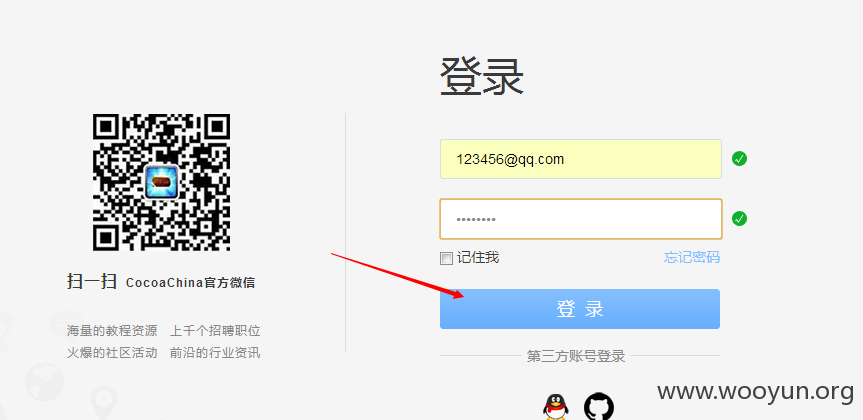 登录
123456@qq.com
••••••••
记住我
忘记密码
登 录
第三方账号登录
扫一扫 CocoaChina官方微信
海量的教程资源 上千个招聘职位
火爆的社区活动 前沿的行业资讯
www.wooyun.org